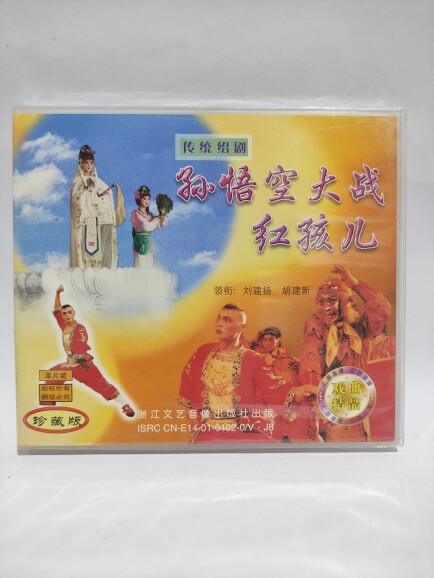 传统绍剧
孙悟空大战
红孩儿
领衔：刘建扬 胡建新
单片装
版权所有
翻版必究
珍藏版
戏曲
精品
浙江文艺音像出版社出版
ISRC CN-E14-01-0102-0/V·J8